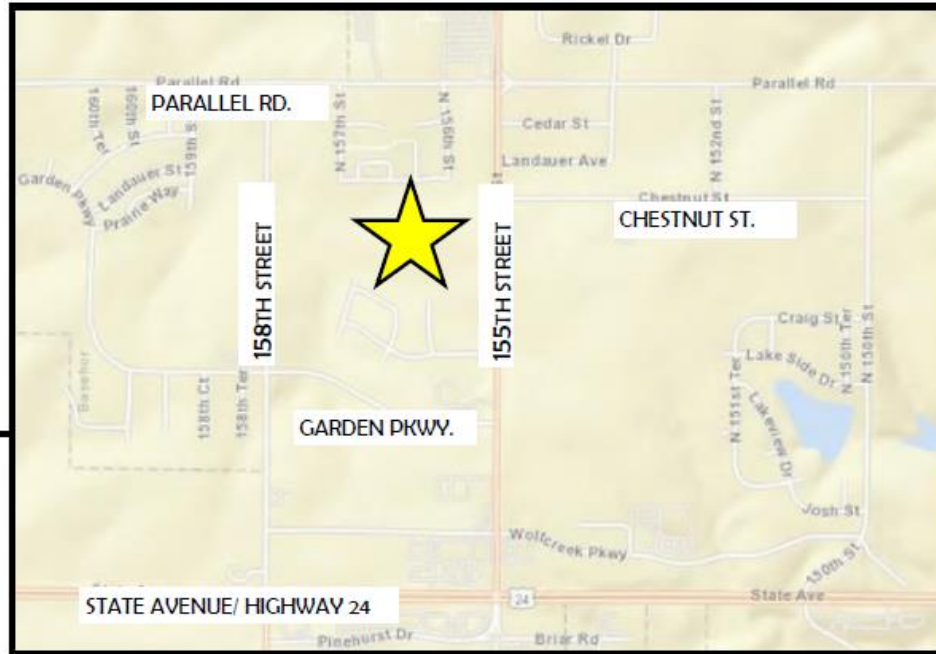 Rickel Dr
Parallel Rd
Parallel Rd
PARALLEL RD.
160th Ter
160th St
159th S
N 157th St
N 156th St
Cedar St
N 152nd St
Landauer Ave
Landauer St
Garden Pkwy
Prairie Way
Chestnut St
CHESTNUT ST.
158TH STREET
155TH STREET
St
Craig St
N 150th Ter
N 150th St
Lake Side Dr
Basehor
158th Ct
158th Ter
N 151st Ter
Lakeview Dr
GARDEN PKWY.
Josh St
Wolfcreek Pkwy
150th St
24
State Ave
STATE AVENUE/ HIGHWAY 24
Pinehurst Dr
Briar Rd